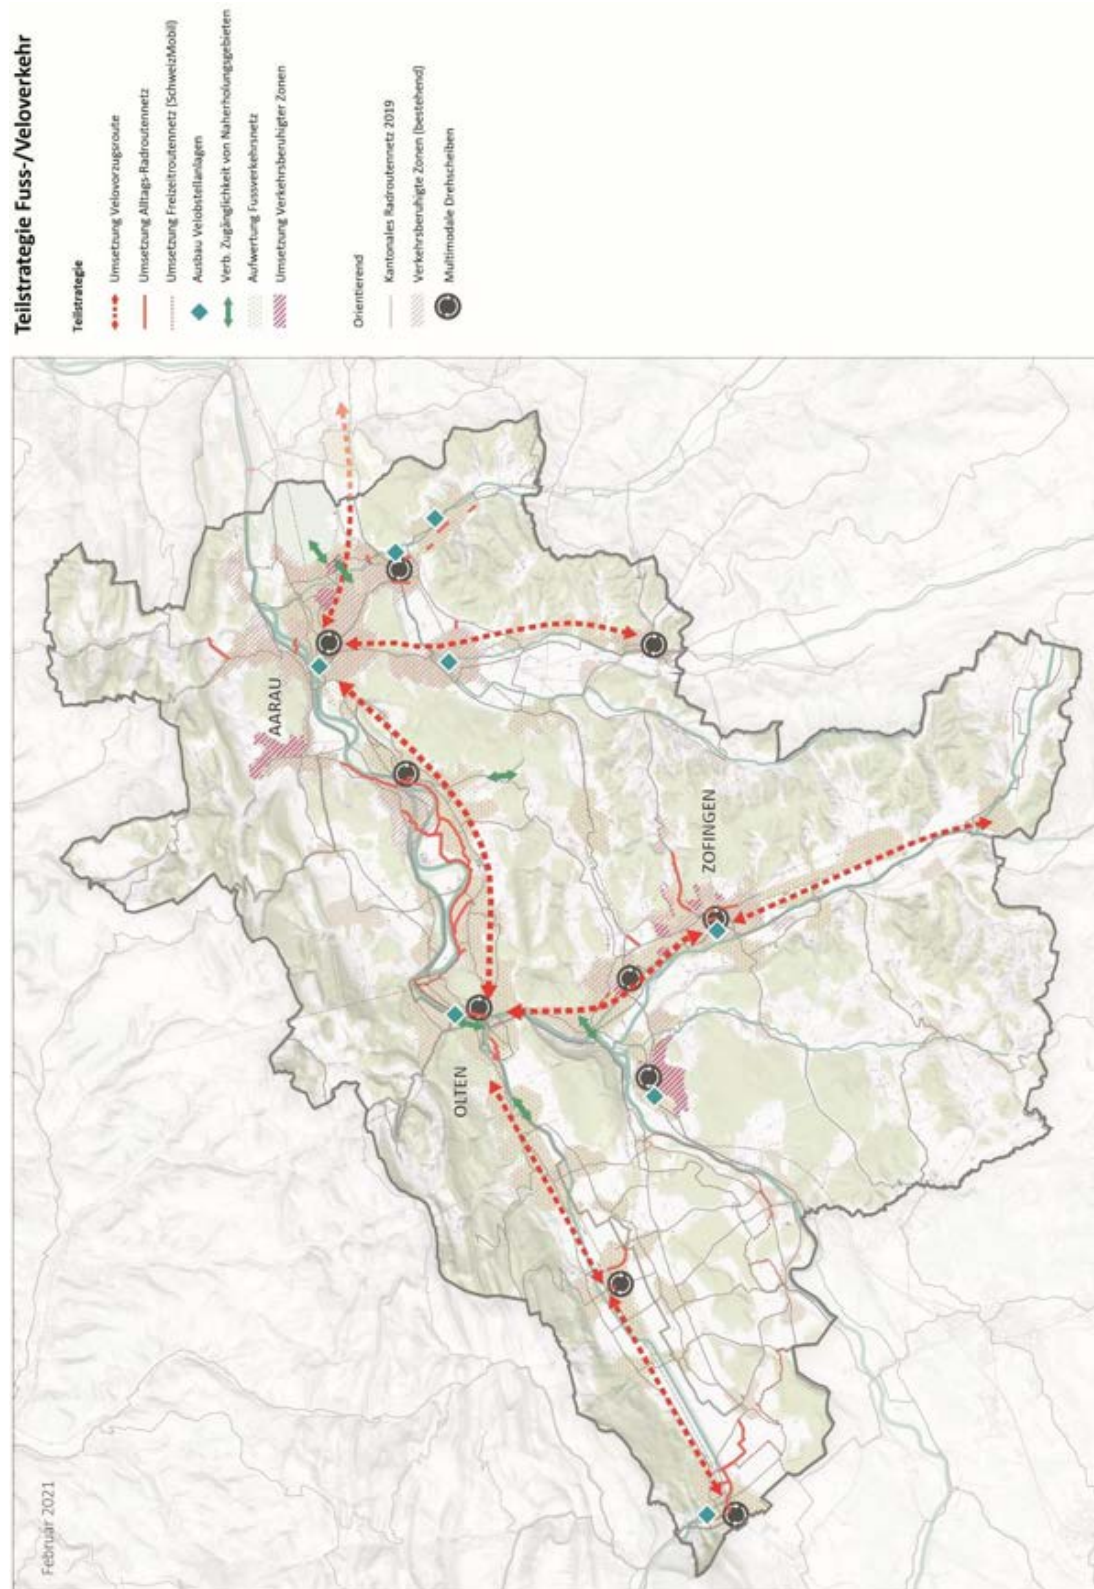 Teilstrategie Fuss-/Veloverkehr
Teilstrategie
Umsetzung Velovorzugsroute
Umsetzung Alltags-Radroutennetz
Umsetzung Freizeitroutennetz (SchweizMobil)
Ausbau Velobstellanlagen
Verb. Zugänglichkeit von Naherholungsgebieten
Aufwertung Fussverkehrsnetz
Umsetzung Verkehrsberuhigter Zonen
Orientierend
Kantonales Radroutennetz 2019
Verkehrsberuhigte Zonen (bestehend)
Multimodale Drehscheiben
Februar 2021
AARAU
OLTEN
ZOFINGEN